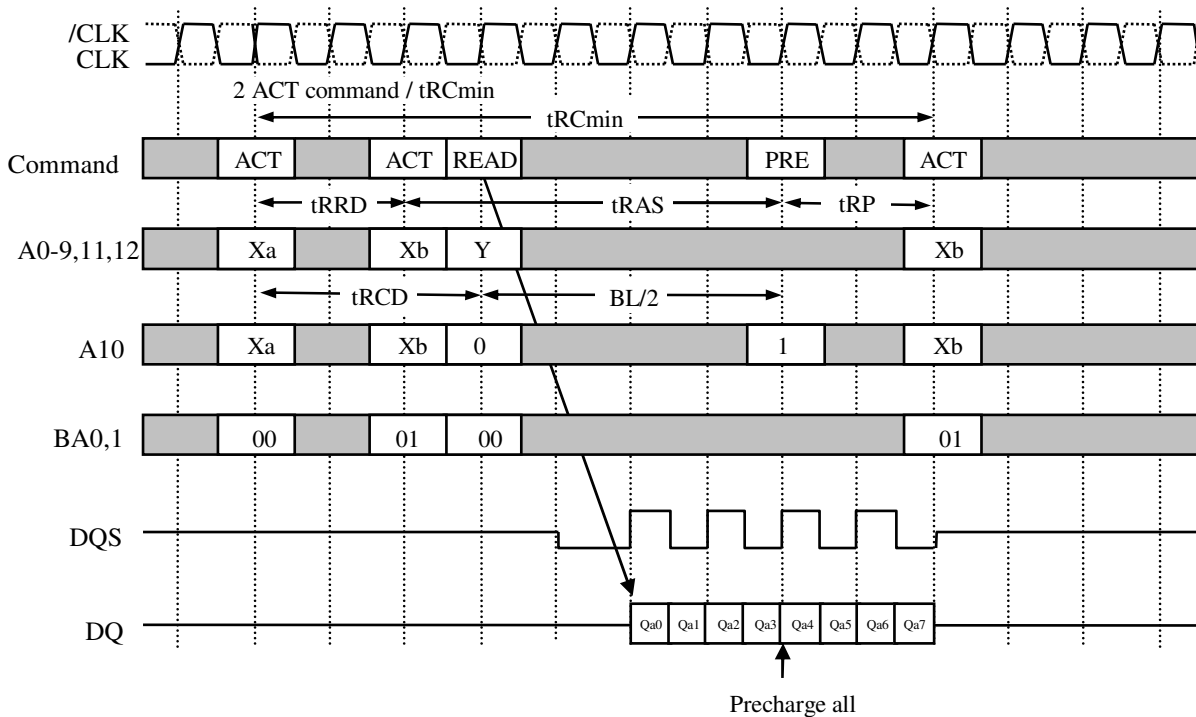 /CLK
CLK
2 ACT command / tRCmin
tRCmin
Command ACT ACT READ PRE ACT
tRRD tRAS tRP
A0-9,11,12 Xa Xb Y Xb
tRCD BL/2
A10 Xa Xb 0 1 Xb
BA0,1 00 01 00 01
DQS
DQ Qa0 Qa1 Qa2 Qa3 Qa4 Qa5 Qa6 Qa7
Precharge all